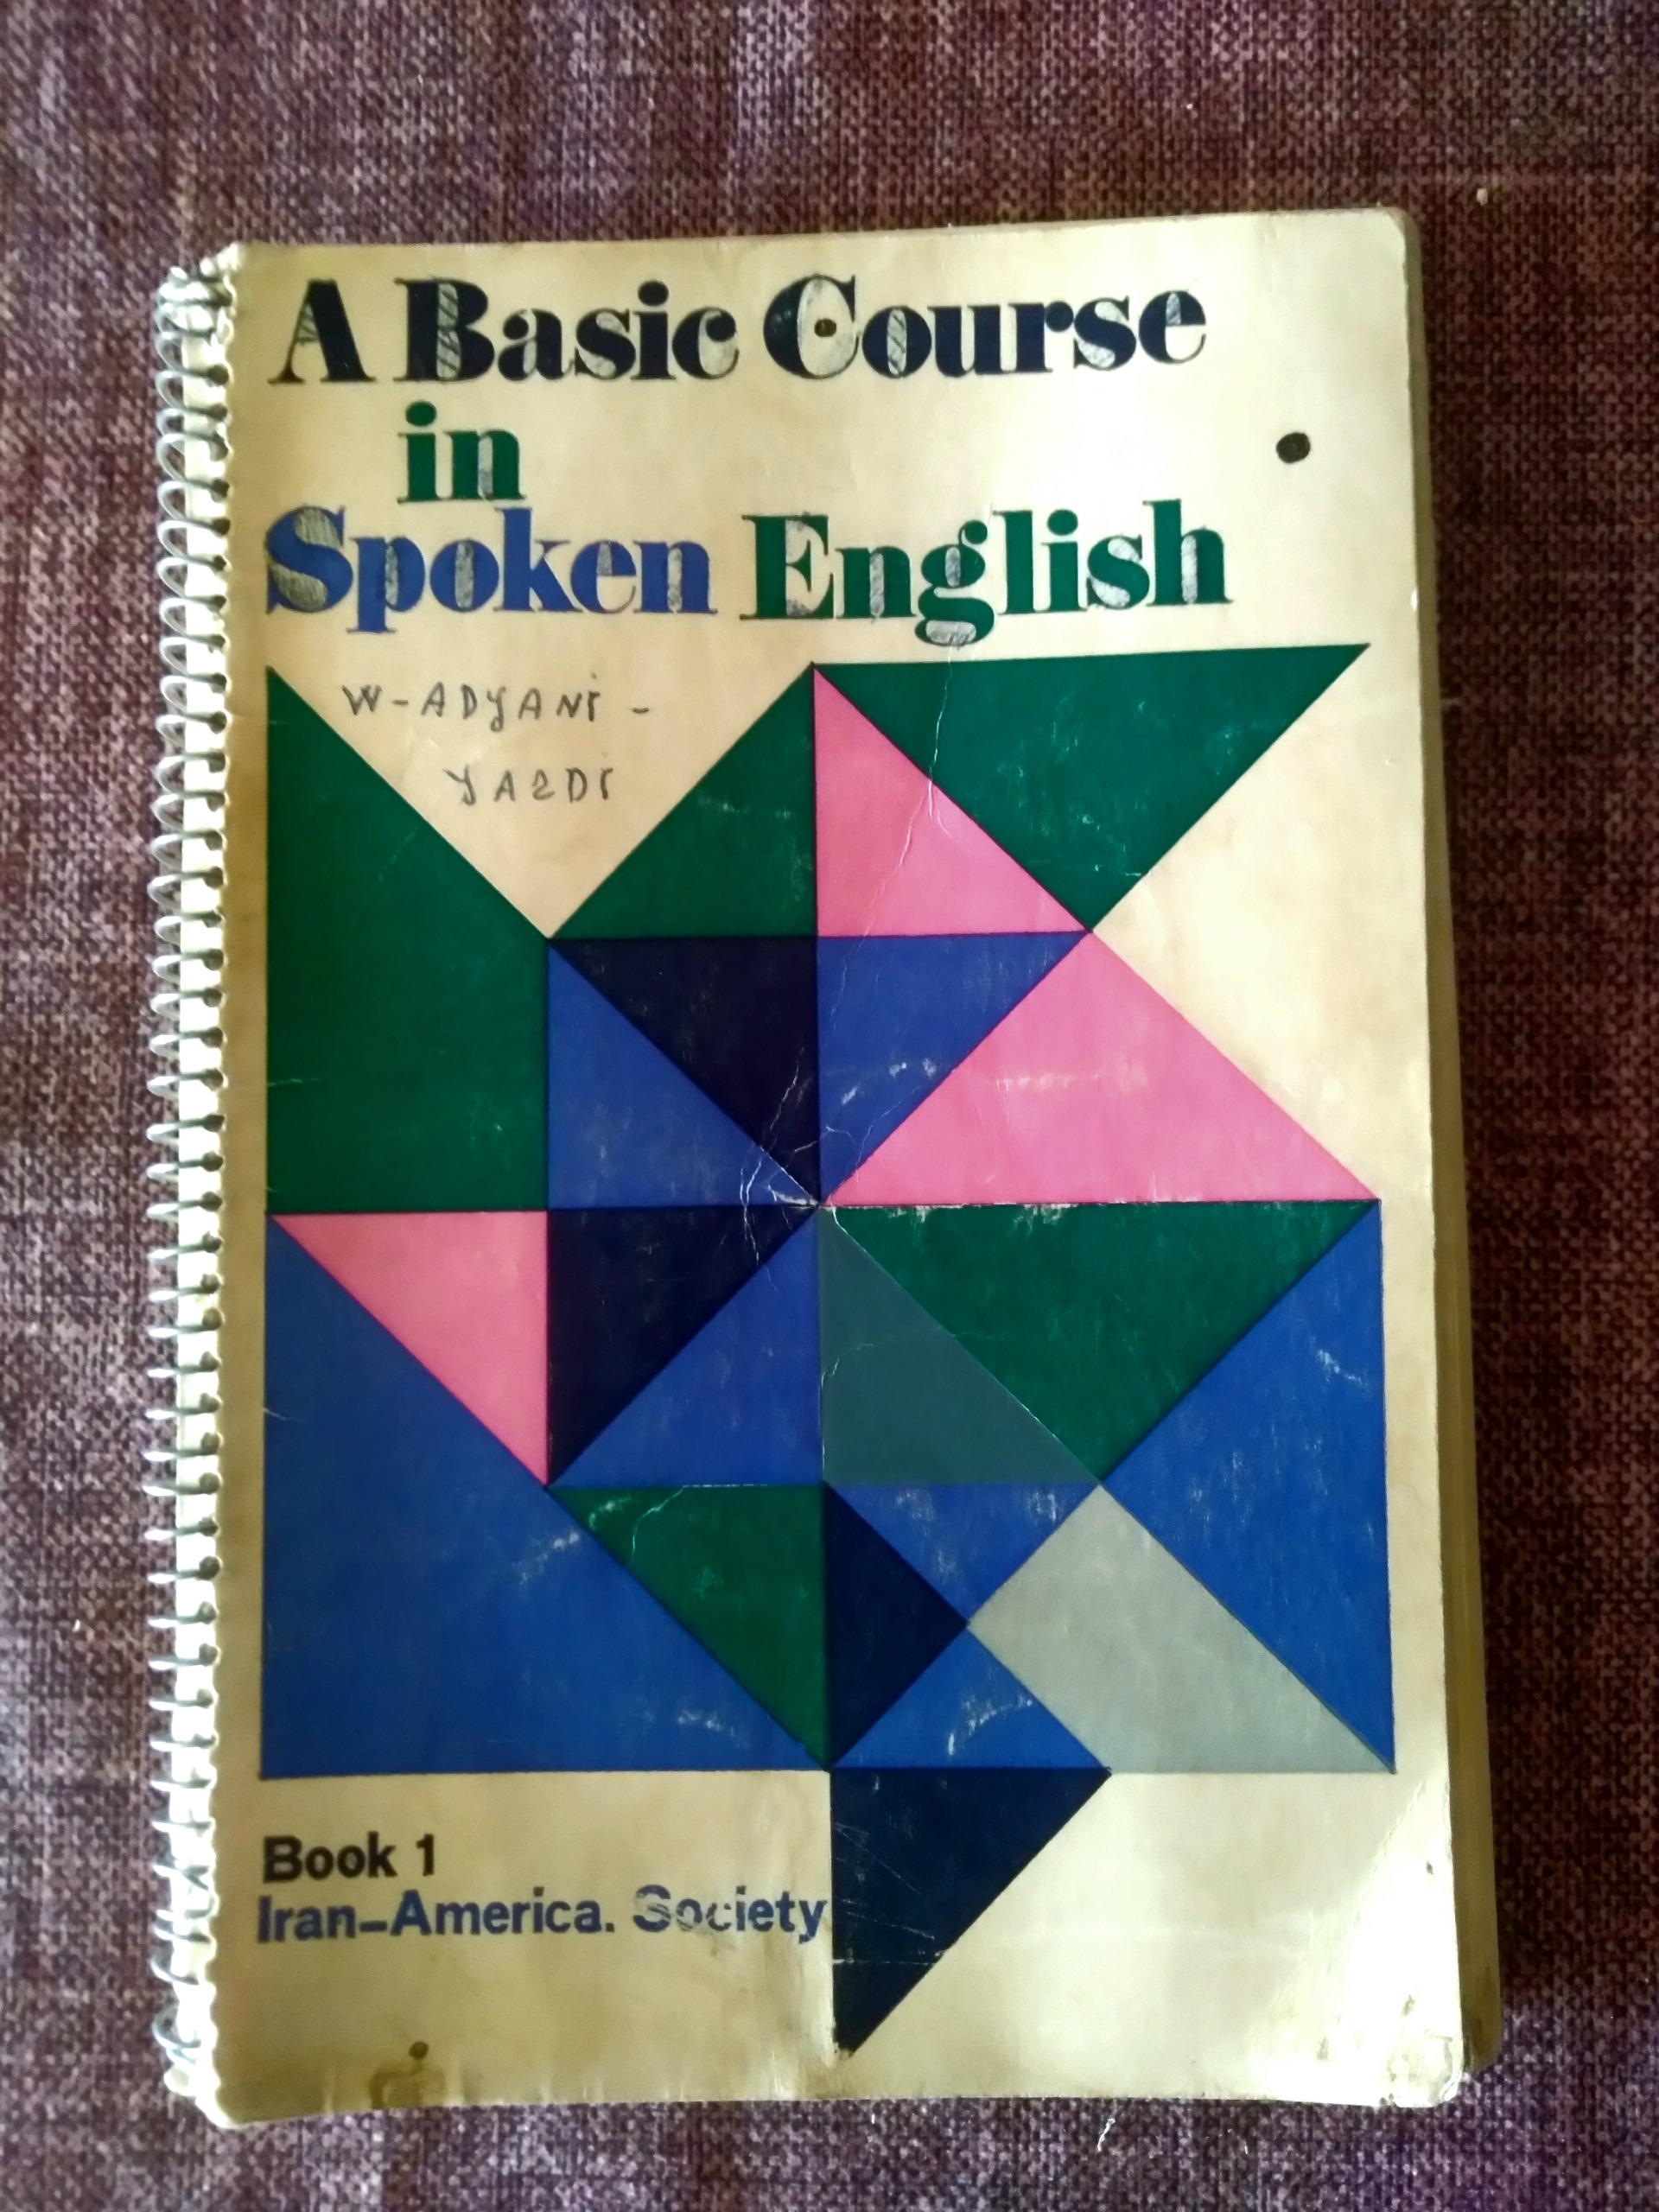 A Basic Course
in
Spoken English
W-ADYANI -
YAZDI
Book 1
Iran-America. Society